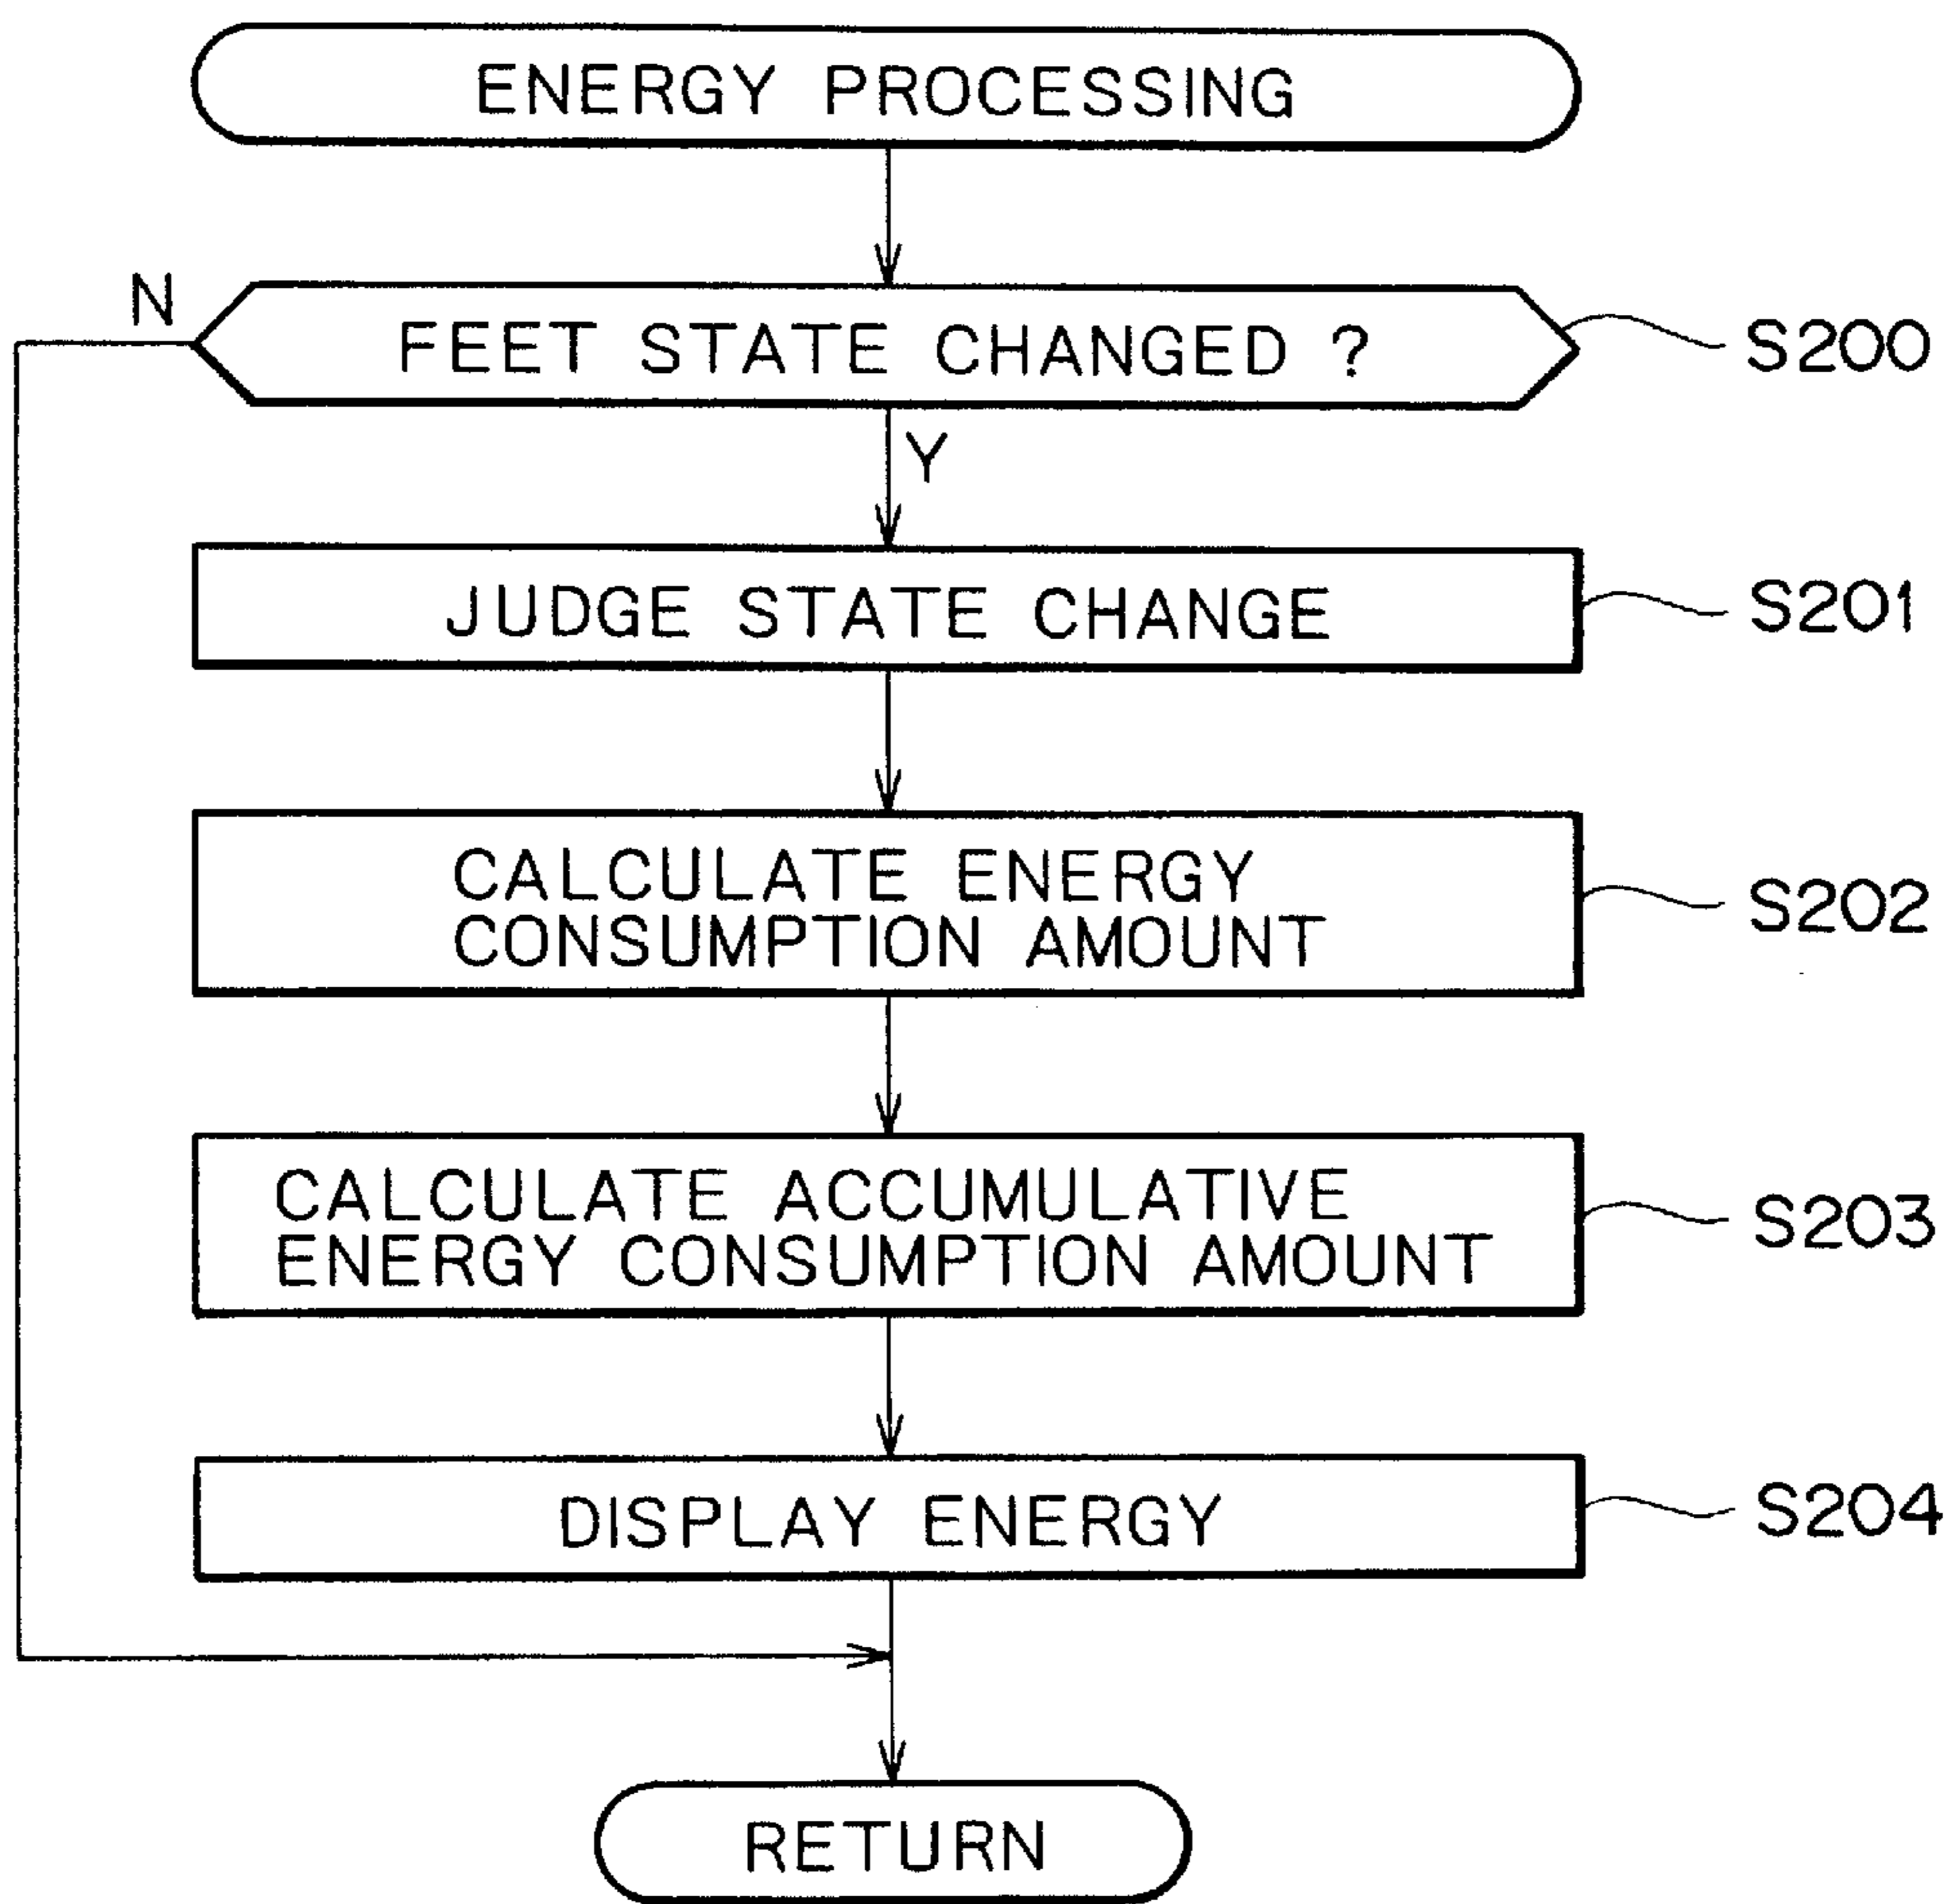 ENERGY PROCESSING
N
FEET STATE CHANGED ?
S200
Y
JUDGE STATE CHANGE
S201
CALCULATE ENERGY
CONSUMPTION AMOUNT
S202
CALCULATE ACCUMULATIVE
ENERGY CONSUMPTION AMOUNT
S203
DISPLAY ENERGY
S204
RETURN